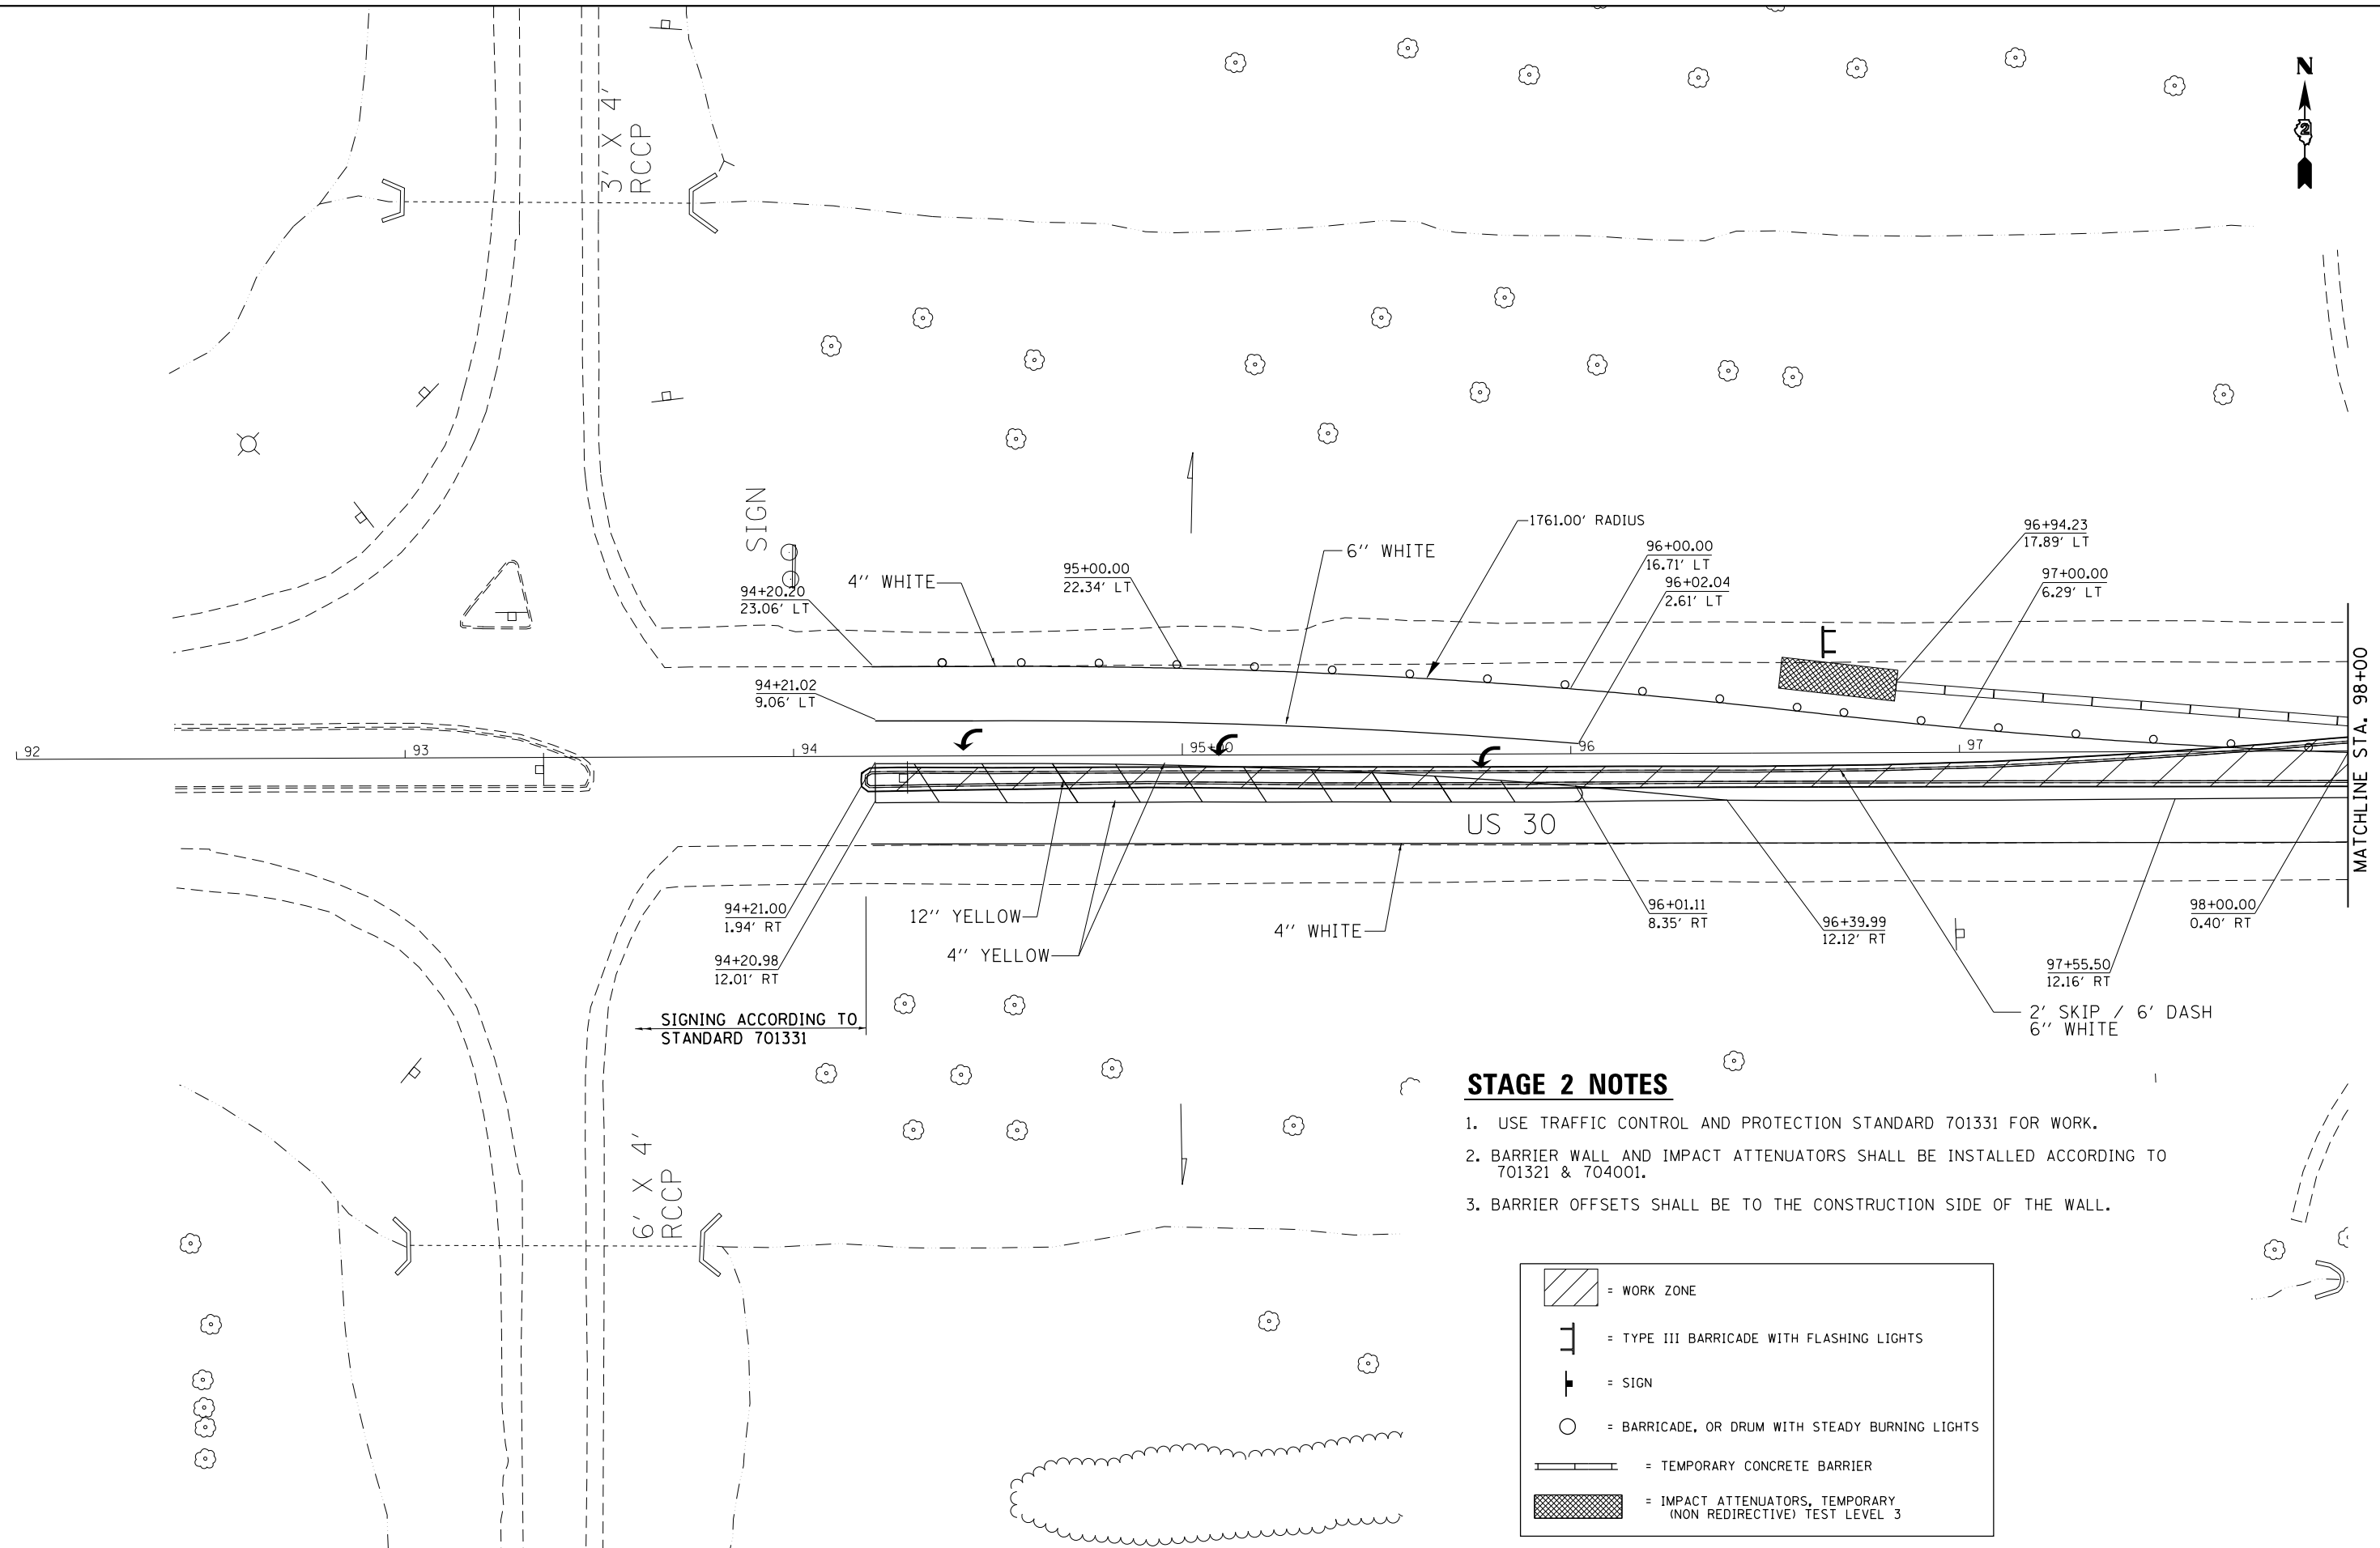 N
2
3' X 4'
RCCP
SIGN
1761.00' RADIUS
6'' WHITE
4'' WHITE
96+94.23
17.89' LT
96+00.00
16.71' LT
95+00.00
22.34' LT
97+00.00
6.29' LT
96+02.04
2.61' LT
94+20.20
23.06' LT
94+21.02
9.06' LT
MATCHLINE STA. 98+00
92
93
94
95+00
96
97
US 30
94+21.00
1.94' RT
12'' YELLOW
4'' WHITE
96+01.11
8.35' RT
96+39.99
12.12' RT
98+00.00
0.40' RT
94+20.98
12.01' RT
4'' YELLOW
97+55.50
12.16' RT
SIGNING ACCORDING TO
STANDARD 701331
2' SKIP / 6' DASH
6'' WHITE
6' X 4'
RCCP
STAGE 2 NOTES
1. USE TRAFFIC CONTROL AND PROTECTION STANDARD 701331 FOR WORK.
2. BARRIER WALL AND IMPACT ATTENUATORS SHALL BE INSTALLED ACCORDING TO
701321 & 704001.
3. BARRIER OFFSETS SHALL BE TO THE CONSTRUCTION SIDE OF THE WALL.
= WORK ZONE
= TYPE III BARRICADE WITH FLASHING LIGHTS
= SIGN
= BARRICADE, OR DRUM WITH STEADY BURNING LIGHTS
= TEMPORARY CONCRETE BARRIER
= IMPACT ATTENUATORS, TEMPORARY
(NON REDIRECTIVE) TEST LEVEL 3